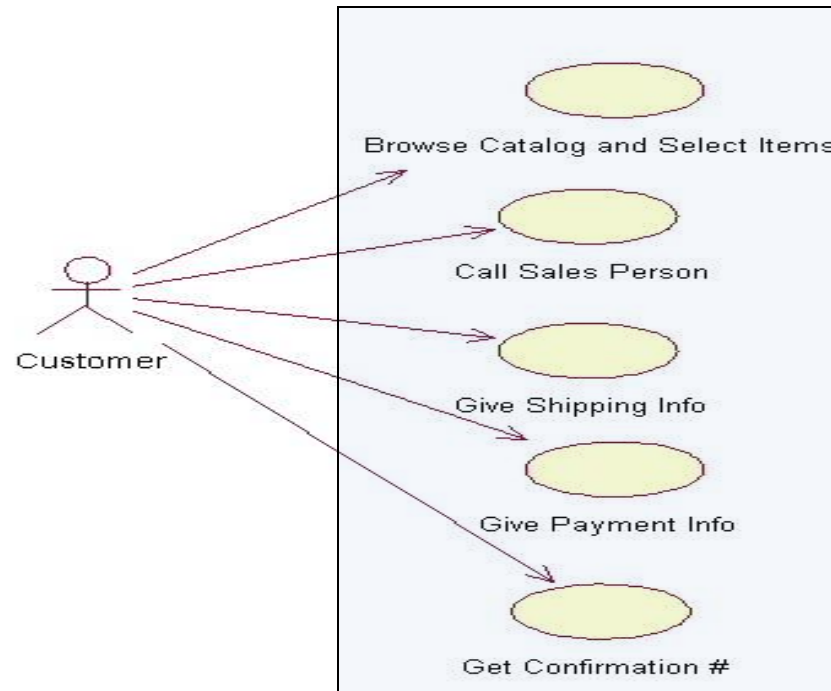 Browse Catalog and Select Items
Call Sales Person
Customer
Give Shipping Info
Give Payment Info
Get Confirmation #